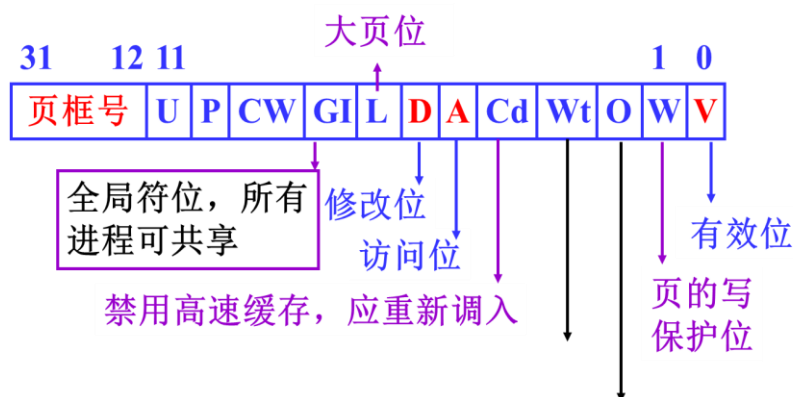 大页位
31 12 11 1 0
页框号 U P CW GI L D A Cd Wt O W V
全局符位，所有
进程可共享
修改位
访问位
有效位
禁用高速缓存，应重新调入
页的写
保护位